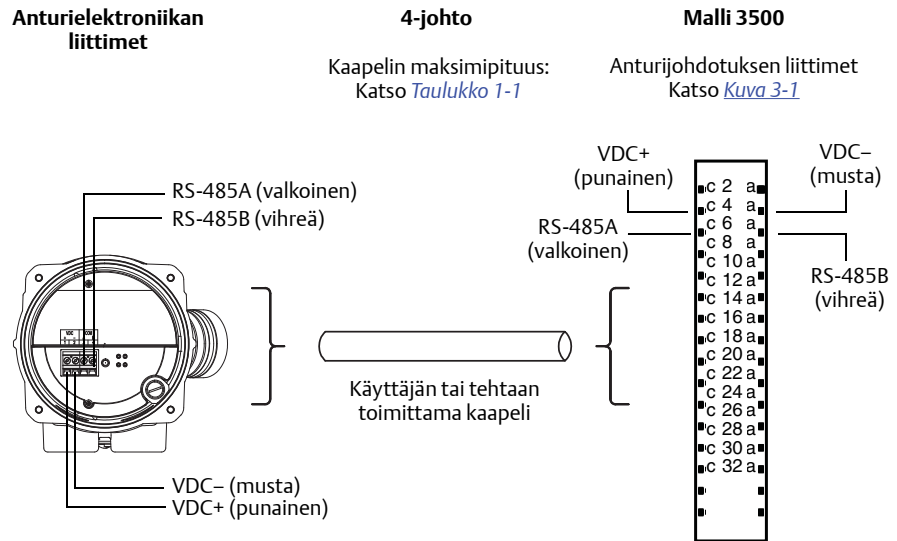 Anturielektroniikan
liittimet
4-johto
Kaapelin maksimipituus:
Katso Taulukko 1-1
Malli 3500
Anturijohdotuksen liittimet
Katso Kuva 3-1
RS-485A (valkoinen)
RS-485B (vihreä)
VDC– (musta)
VDC+ (punainen)
Käyttäjän tai tehtaan
toimittama kaapeli
VDC+
(punainen)
RS-485A
(valkoinen)
VDC–
(musta)
RS-485B
(vihreä)
c 2 a
c 4 a
c 6 a
c 8 a
c 10 a
c 12 a
c 14 a
c 16 a
c 18 a
c 20 a
c 22 a
c 24 a
c 26 a
c 28 a
c 30 a
c 32 a